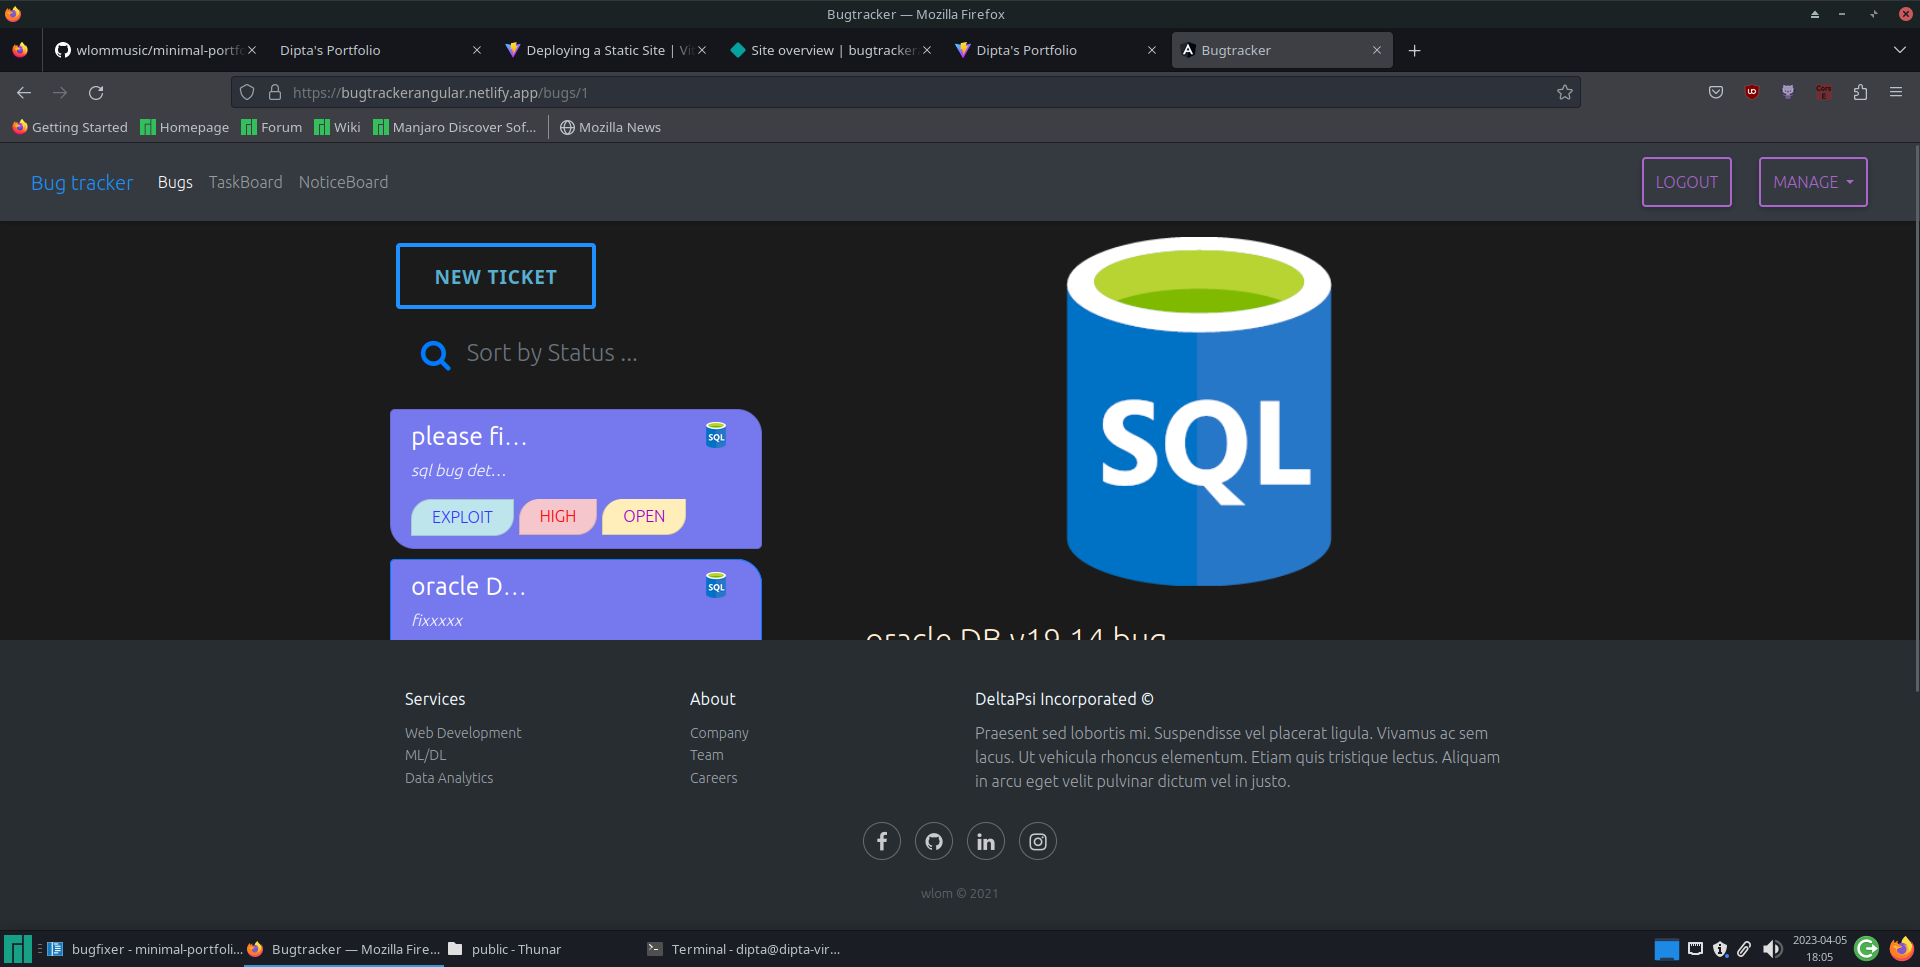 Bugtracker — Mozilla Firefox
wlommusic/minimal-portfo
Dipta's Portfolio
Deploying a Static Site | Vit
Site overview | bugtracker
Dipta's Portfolio
Bugtracker
https://bugtrackerangular.netlify.app/bugs/1
Getting Started
Homepage
Forum
Wiki
Manjaro Discover Sof...
Mozilla News
Bug tracker
Bugs
TaskBoard
NoticeBoard
LOGOUT
MANAGE
NEW TICKET
Sort by Status ...
please fi...
SQL
sql bug det...
EXPLOIT
HIGH
OPEN
oracle D...
SQL
fixxxxx
SQL
oracle DB v19.14 bug
Services
Web Development
ML/DL
Data Analytics
About
Company
Team
Careers
DeltaPsi Incorporated ©
Praesent sed lobortis mi. Suspendisse vel placerat ligula. Vivamus ac sem
lacus. Ut vehicula rhoncus elementum. Etiam quis tristique lectus. Aliquam
in arcu eget velit pulvinar dictum vel in justo.
wlom © 2021
bugfixer - minimal-portfoli...
Bugtracker — Mozilla Fire...
public - Thunar
Terminal - dipta@dipta-vir...
2023-04-05
18:05